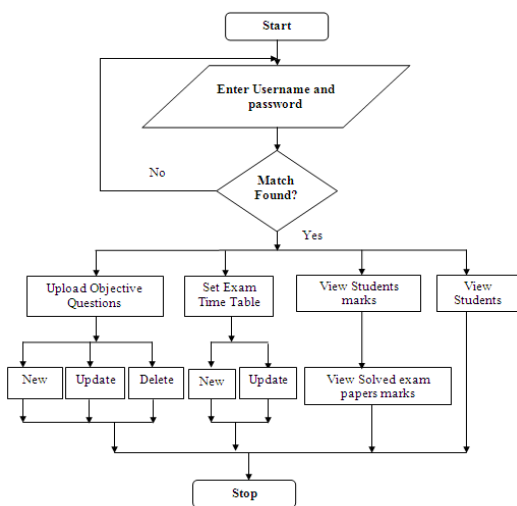 Start
Enter Username and
password
No
Match
Found?
Yes
Upload Objective
Questions
Set Exam
Time Table
View Students
marks
View
Students
New
Update
Delete
New
Update
View Solved exam
papers marks
Stop